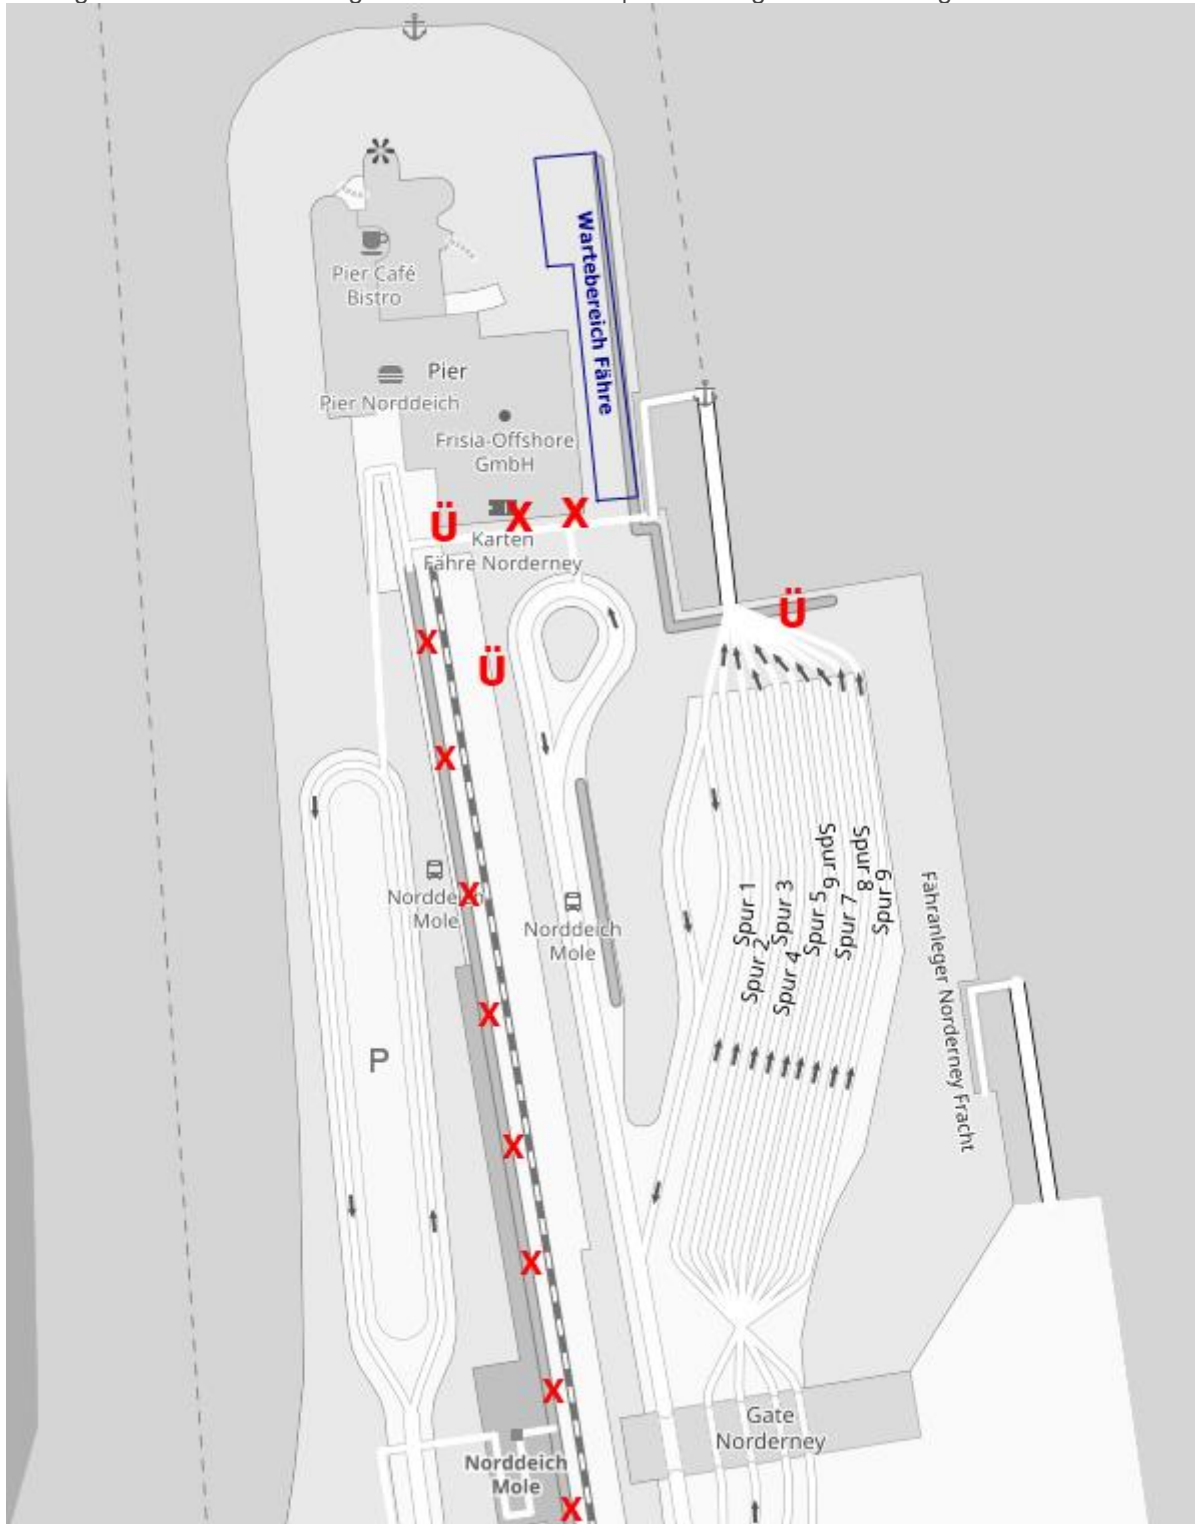 Pier Café
Bistro
Wartebereich Fähre
Pier
Pier Norddeich
Frisia-Offshore
GmbH
Ü
X
X
Karten
Fähre Norderney
Ü
X
Ü
X
Norddeich
Mole
X
Norddeich
Mole
Spur 1
Spur 2
Spur 3
Spur 4
Spur 5
Spur 6
Spur 7
Spur 8
Spur 9
Fähranleger Norderney Fracht
X
P
X
X
X
Gate
Norderney
Norddeich
Mole
X